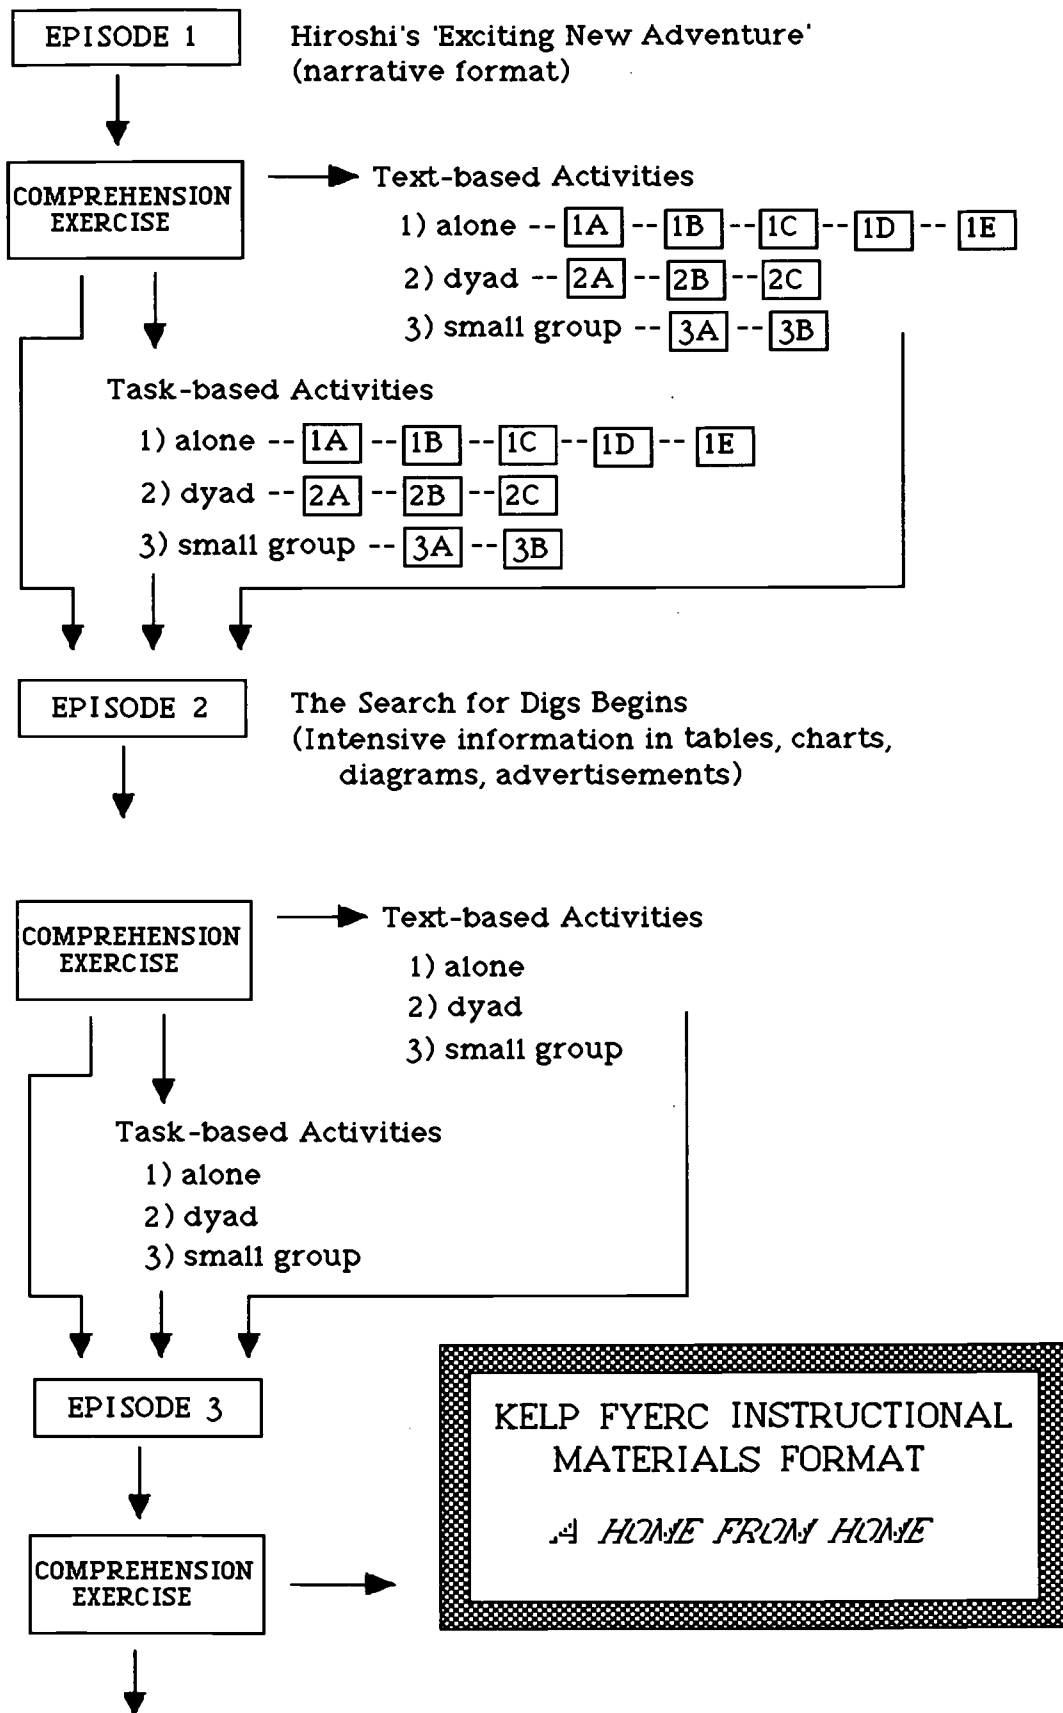 EPISODE 1
Hiroshi's 'Exciting New Adventure'
(narrative format)
COMPREHENSION
EXERCISE
Text-based Activities
1) alone -- 1A -- 1B -- 1C -- 1D -- 1E
2) dyad -- 2A -- 2B -- 2C
3) small group -- 3A -- 3B
Task-based Activities
1) alone -- 1A -- 1B -- 1C -- 1D -- 1E
2) dyad -- 2A -- 2B -- 2C
3) small group -- 3A -- 3B
EPISODE 2
The Search for Digs Begins
(Intensive information in tables, charts,
diagrams, advertisements)
COMPREHENSION
EXERCISE
Text-based Activities
1) alone
2) dyad
3) small group
Task-based Activities
1) alone
2) dyad
3) small group
EPISODE 3
COMPREHENSION
EXERCISE
KELP FYERC INSTRUCTIONAL
MATERIALS FORMAT
A HOME FROM HOME